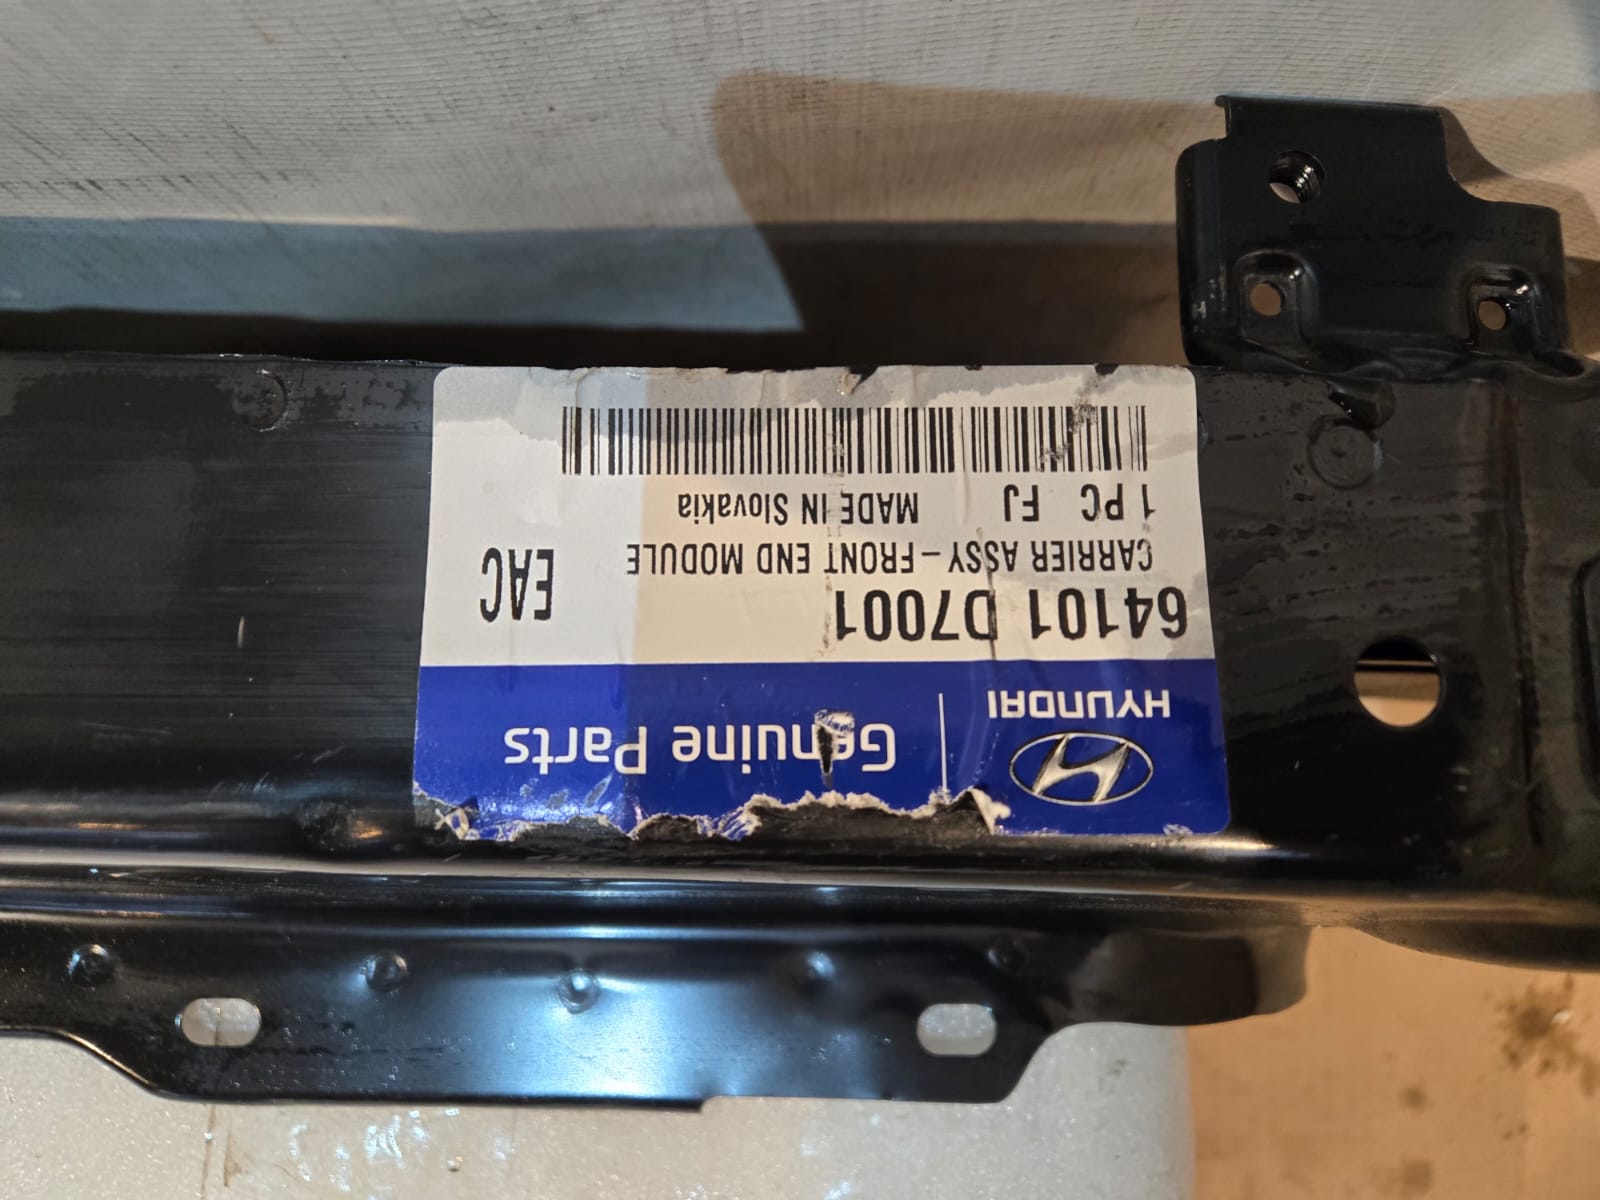 HYUNDAI Genuine Parts
64101 D7001
CARRIER ASSY-FRONT END MODULE
EAC
1 PC FJ MADE IN Slovakia